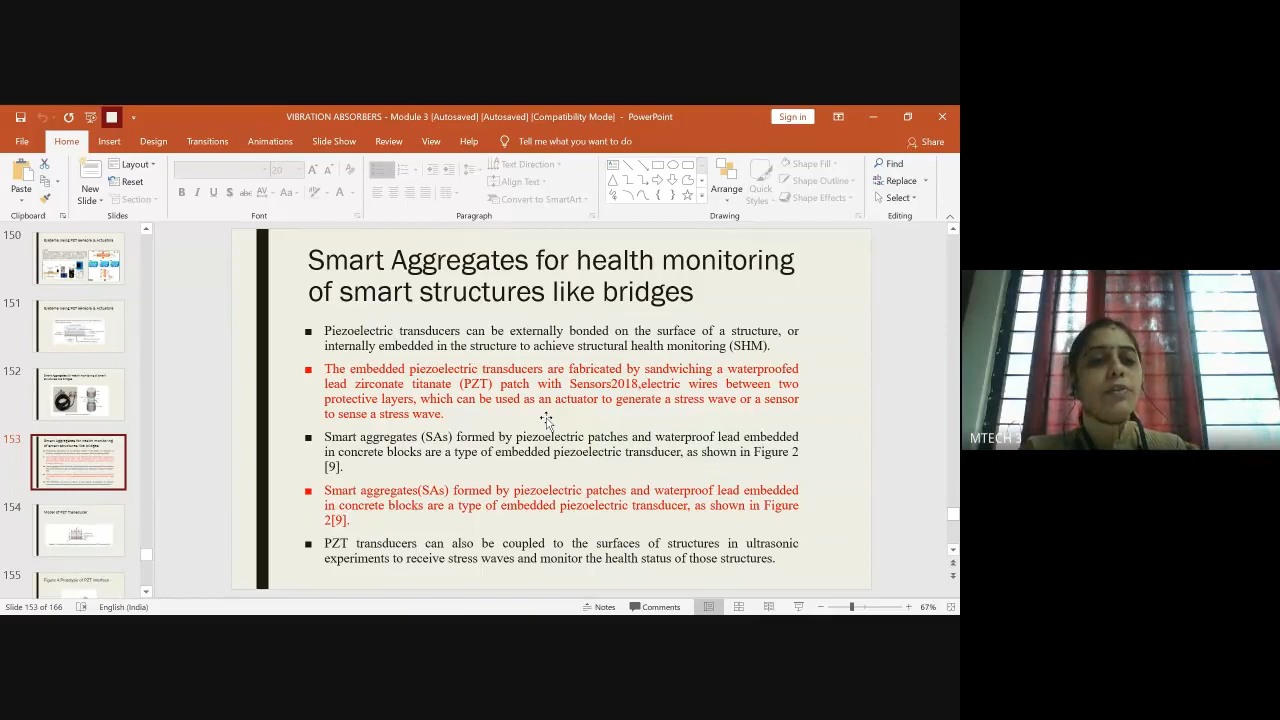 VIBRATION ABSORBERS - Module 3 [Autosaved] [Autosaved] [Compatibility Mode] - PowerPoint
Sign in
File Home Insert Design Transitions Animations Slide Show Review View Help Tell me what you want to do
Share
Paste
Clipboard
New
Slide
Layout
Reset
Section
Slides
20
Font
Text Direction
Align Text
Convert to SmartArt
Paragraph
Arrange
Quick
Styles
Shape Fill
Shape Outline
Shape Effects
Drawing
Find
Replace
Select
Editing
150
151
152
153
154
Model of PZT Transducer
155
Smart Aggregates for health monitoring
of smart structures like bridges
Piezoelectric transducers can be externally bonded on the surface of a structure, or
internally embedded in the structure to achieve structural health monitoring (SHM).
The embedded piezoelectric transducers are fabricated by sandwiching a waterproofed
lead zirconate titanate (PZT) patch with Sensors2018,electric wires between two
protective layers, which can be used as an actuator to generate a stress wave or a sensor
to sense a stress wave.
Smart aggregates (SAs) formed by piezoelectric patches and waterproof lead embedded
in concrete blocks are a type of embedded piezoelectric transducer, as shown in Figure 2
[9].
Smart aggregates(SAs) formed by piezoelectric patches and waterproof lead embedded
in concrete blocks are a type of embedded piezoelectric transducer, as shown in Figure
2[9].
PZT transducers can also be coupled to the surfaces of structures in ultrasonic
experiments to receive stress waves and monitor the health status of those structures.
MTECH 3
Slide 153 of 166
English (India)
Notes
Comments
67%